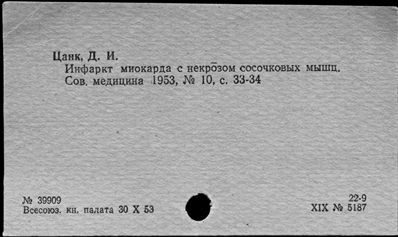 Цанк, Д. И.
Инфаркт миокарда с некрозом сосочковых мышц.
Сов. медицина 1953, № 10, с. 33-34
№ 39909
Всесоюз. кн. палата 30 X 53
22-9
XIX № 5187